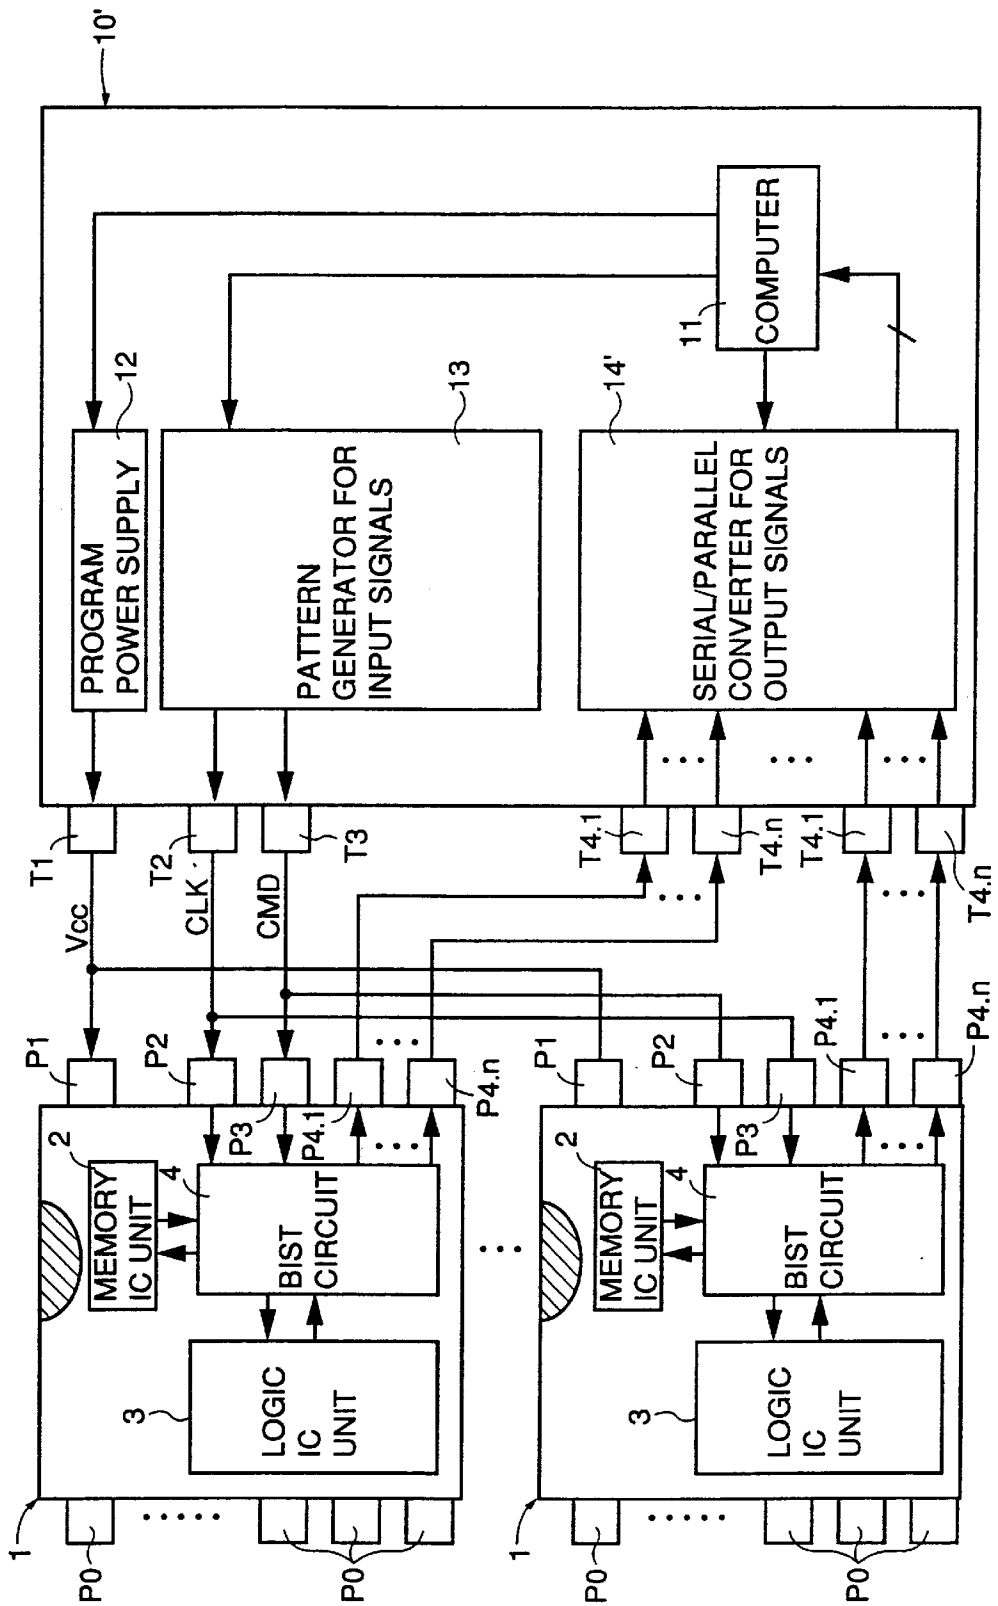 10'
PROGRAM
POWER SUPPLY
12
PATTERN
GENERATOR FOR
INPUT SIGNALS
13
COMPUTER
11
SERIAL/PARALLEL
CONVERTER FOR
OUTPUT SIGNALS
14'
T1
T2
T3
T4.1
T4.n
T4.1
T4.n
Vcc
CLK
CMD
P1
P2
P3
P4.1
P4.n
P1
P2
P3
P4.1
P4.n
MEMORY
IC UNIT
2
BIST
CIRCUIT
4
LOGIC
IC
UNIT
3
1
P0
P0
MEMORY
IC UNIT
2
BIST
CIRCUIT
4
LOGIC
IC
UNIT
3
1
P0
P0